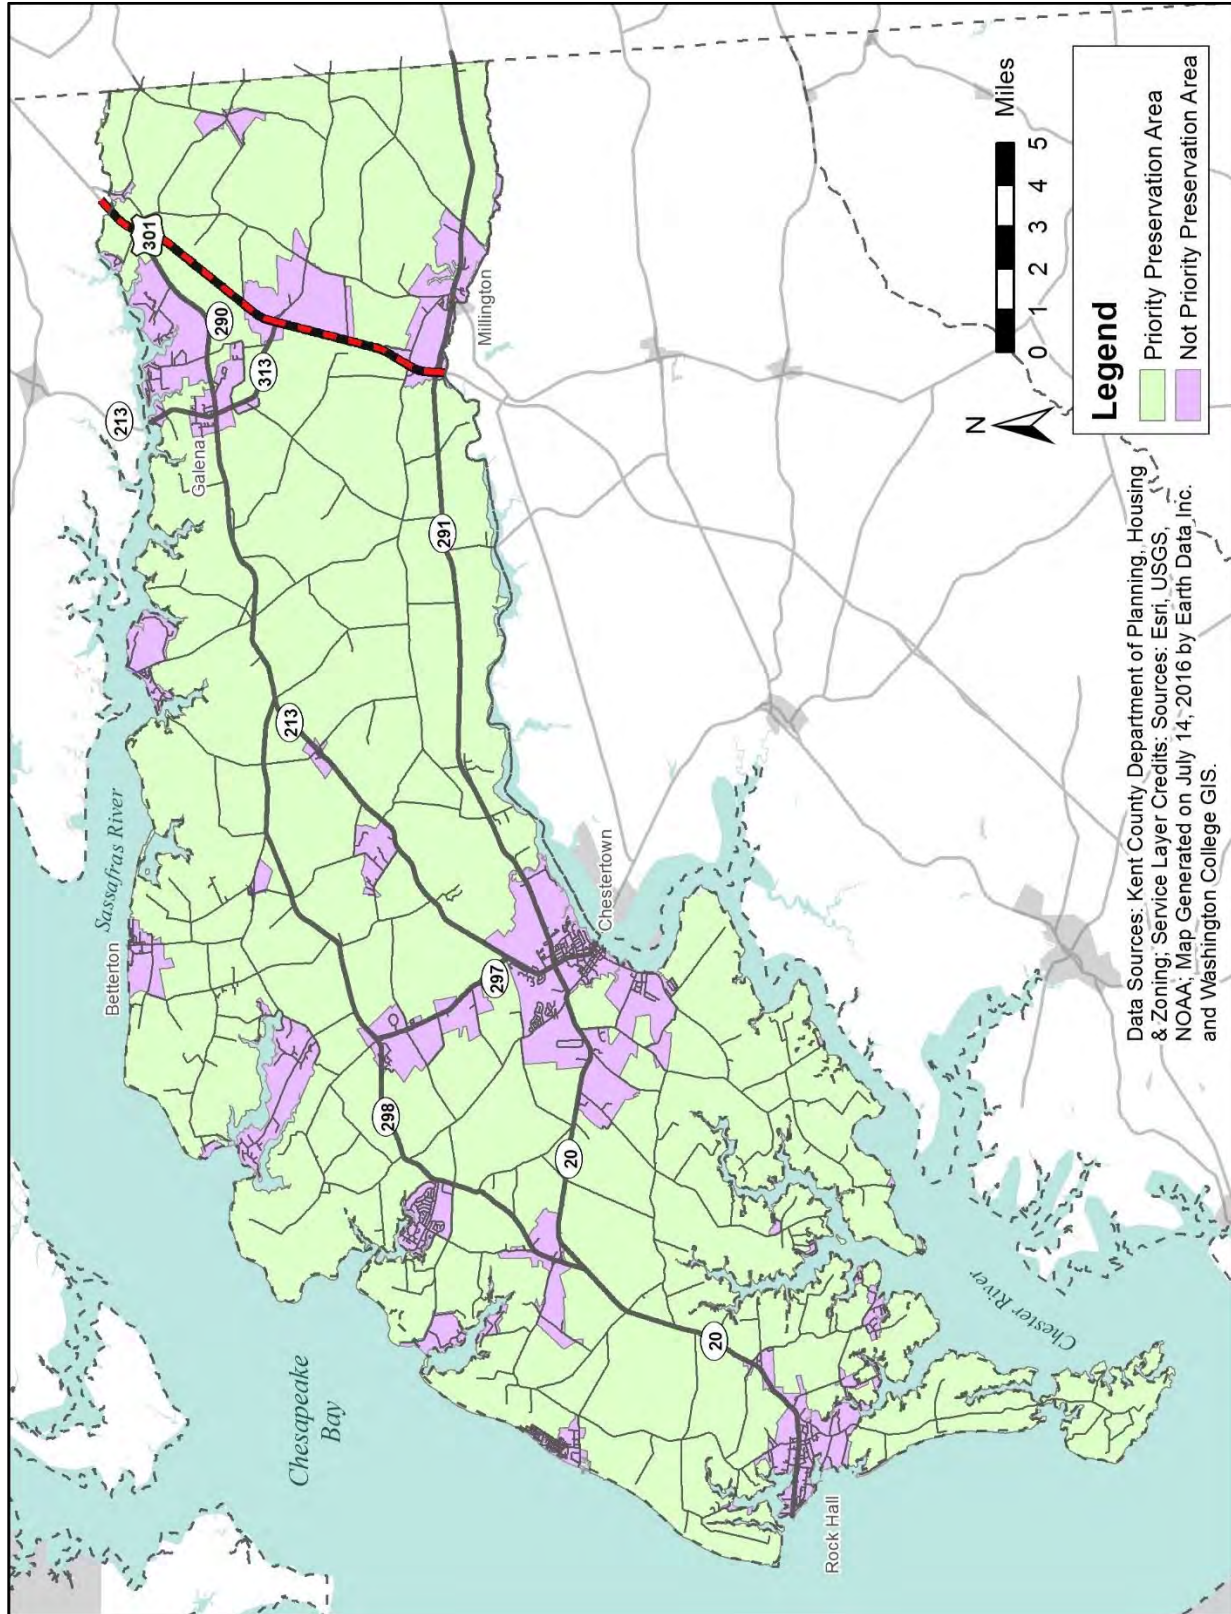 213
301
290
313
Galena
Millington
291
Sassafras River
Betterton
213
Chestertown
297
298
20
Chesapeake
Bay
20
Chester River
Rock Hall
N
0 1 2 3 4 5 Miles
Legend
Priority Preservation Area
Not Priority Preservation Area
Data Sources: Kent County Department of Planning, Housing
& Zoning; Service Layer Credits: Sources: Esri, USGS,
NOAA; Map Generated on July 14, 2016 by Earth Data, Inc.
and Washington College GIS.